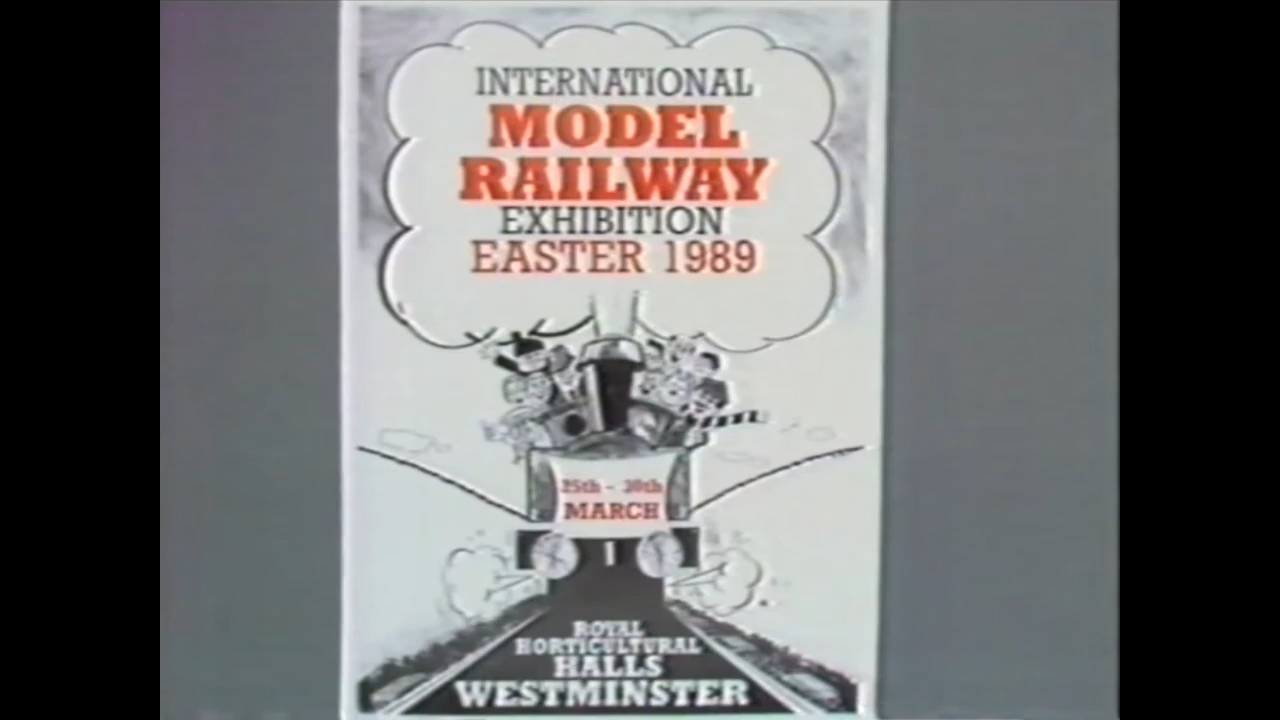 INTERNATIONAL
MODEL
RAILWAY
EXHIBITION
EASTER 1989
25th - 30th
MARCH
ROYAL
HORTICULTURAL
HALLS
WESTMINSTER